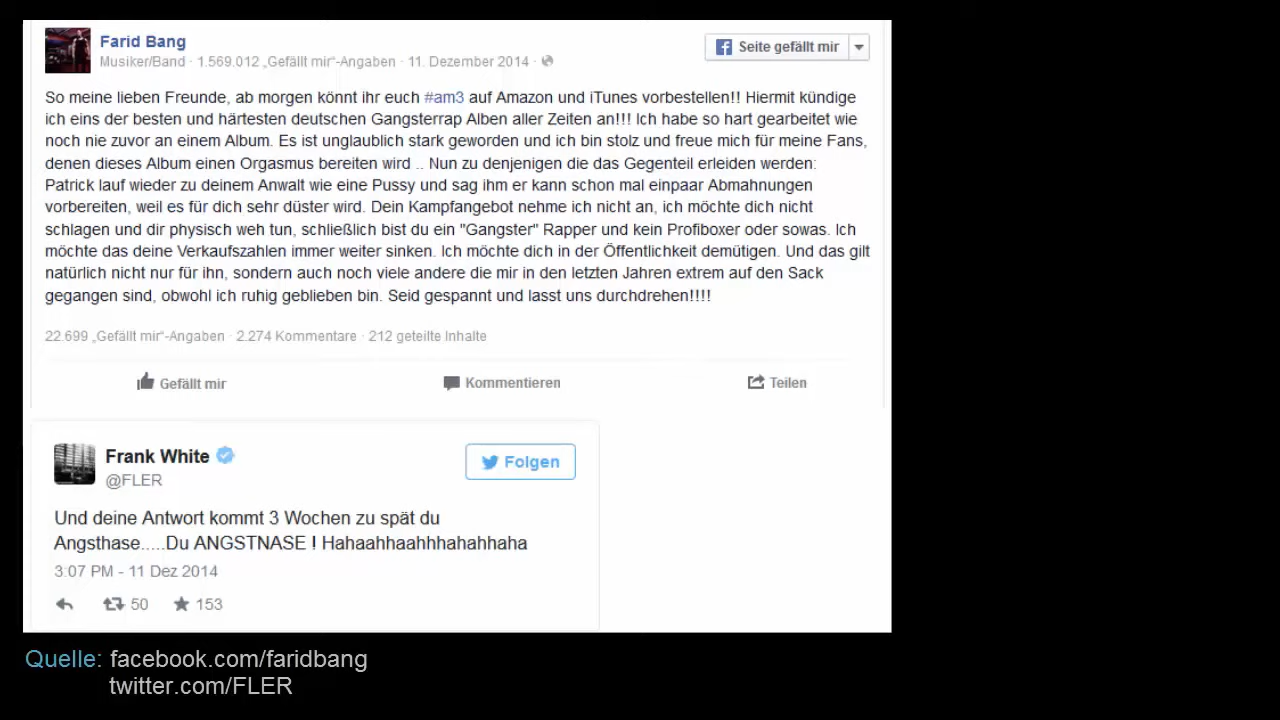 Farid Bang
Seite gefällt mir
Musiker/Band · 1.569.012 „Gefällt mir“-Angaben · 11. Dezember 2014 ·
So meine lieben Freunde, ab morgen könnt ihr euch #am3 auf Amazon und iTunes vorbestellen!! Hiermit kündige
ich eins der besten und härtesten deutschen Gangsterrap Alben aller Zeiten an!!! Ich habe so hart gearbeitet wie
noch nie zuvor an einem Album. Es ist unglaublich stark geworden und ich bin stolz und freue mich für meine Fans,
denen dieses Album einen Orgasmus bereiten wird .. Nun zu denjenigen die das Gegenteil erleiden werden:
Patrick lauf wieder zu deinem Anwalt wie eine Pussy und sag ihm er kann schon mal einpaar Abmahnungen
vorbereiten, weil es für dich sehr düster wird. Dein Kampfangebot nehme ich nicht an, ich möchte dich nicht
schlagen und dir physisch weh tun, schließlich bist du ein "Gangster" Rapper und kein Profiboxer oder sowas. Ich
möchte das deine Verkaufszahlen immer weiter sinken. Ich möchte dich in der Öffentlichkeit demütigen. Und das gilt
natürlich nicht nur für ihn, sondern auch noch viele andere die mir in den letzten Jahren extrem auf den Sack
gegangen sind, obwohl ich ruhig geblieben bin. Seid gespannt und lasst uns durchdrehen!!!!
22.699 „Gefällt mir“-Angaben · 2.274 Kommentare · 212 geteilte Inhalte
Gefällt mir Kommentieren Teilen
Frank White
Folgen
@FLER
Und deine Antwort kommt 3 Wochen zu spät du
Angsthase.....Du ANGSTNASE ! Hahaahhaahhhahahhaha
3:07 PM - 11 Dez 2014
50 153
Quelle: facebook.com/faridbang
twitter.com/FLER